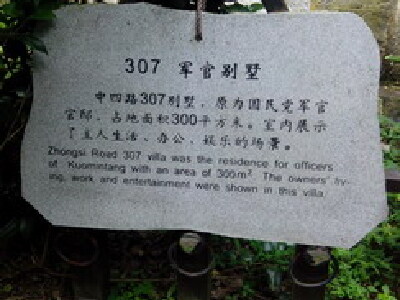 307 军官别墅
中四路307别墅，原为国民党军官
官邸，占地面积300平方米。室内展示
了主人生活、办公、娱乐的场景。
Zhongsi Road 307 villa was the residence for officers
of Kuomintang with an area of 300m². The owners' liv-
ing, work and entertainment were shown in this villa.